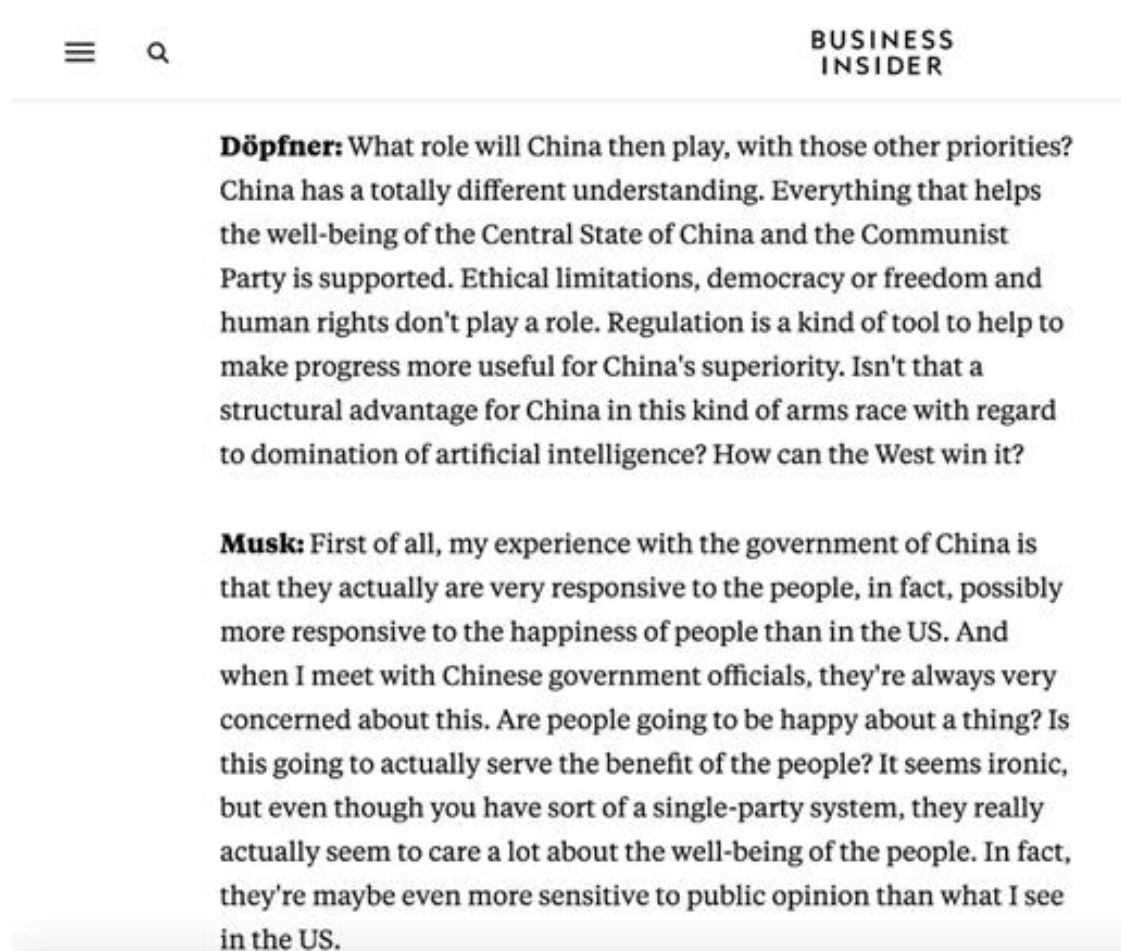 BUSINESS
INSIDER
Döpfner: What role will China then play, with those other priorities?
China has a totally different understanding. Everything that helps
the well-being of the Central State of China and the Communist
Party is supported. Ethical limitations, democracy or freedom and
human rights don't play a role. Regulation is a kind of tool to help to
make progress more useful for China's superiority. Isn't that a
structural advantage for China in this kind of arms race with regard
to domination of artificial intelligence? How can the West win it?
Musk: First of all, my experience with the government of China is
that they actually are very responsive to the people, in fact, possibly
more responsive to the happiness of people than in the US. And
when I meet with Chinese government officials, they're always very
concerned about this. Are people going to be happy about a thing? Is
this going to actually serve the benefit of the people? It seems ironic,
but even though you have sort of a single-party system, they really
actually seem to care a lot about the well-being of the people. In fact,
they're maybe even more sensitive to public opinion than what I see
in the US.